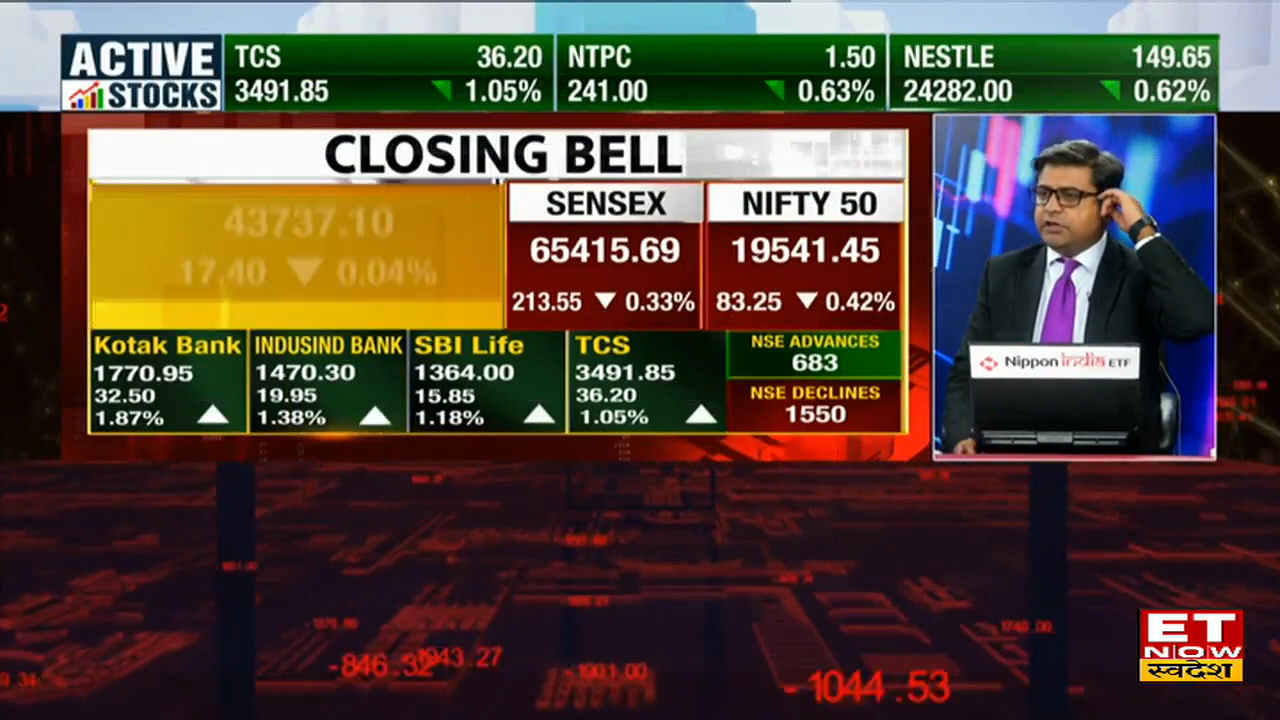 ACTIVE STOCKS
TCS 36.20
3491.85 1.05%
NTPC 1.50
241.00 0.63%
NESTLE 149.65
24282.00 0.62%
CLOSING BELL
43737.10
17.40 ▼ 0.04%
SENSEX
65415.69
213.55 ▼ 0.33%
NIFTY 50
19541.45
83.25 ▼ 0.42%
Kotak Bank
1770.95
32.50
1.87%
INDUSIND BANK
1470.30
19.95
1.38%
SBI Life
1364.00
15.85
1.18%
TCS
3491.85
36.20
1.05%
NSE ADVANCES
683
NSE DECLINES
1550
Nippon india ETF
-846.32
- 1044.53
ET
NOW
स्वदेश